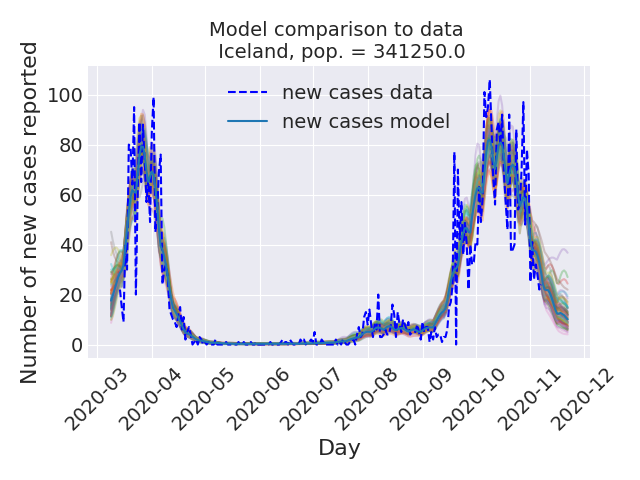 Model comparison to data
Iceland, pop. = 341250.0
new cases data
new cases model
Number of new cases reported
100
80
60
40
20
0
2020-03
2020-04
2020-05
2020-06
2020-07
2020-08
2020-09
2020-10
2020-11
2020-12
Day